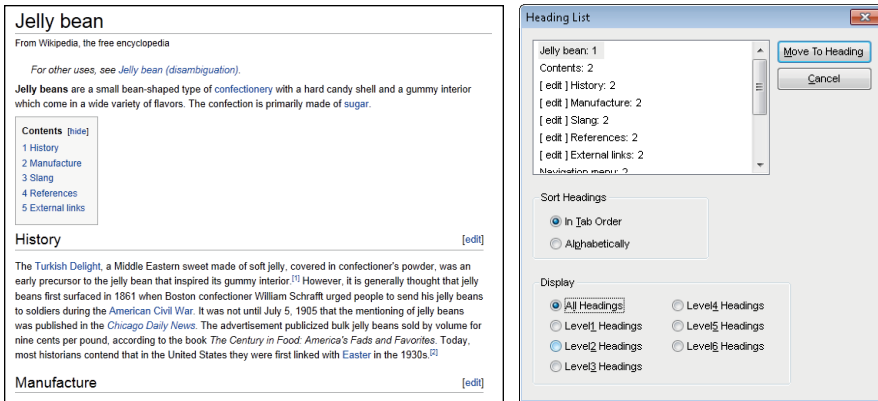 Jelly bean
From Wikipedia, the free encyclopedia
For other uses, see Jelly bean (disambiguation).
Jelly beans are a small bean-shaped type of confectionery with a hard candy shell and a gummy interior
which come in a wide variety of flavors. The confection is primarily made of sugar.
Contents [hide]
1 History
2 Manufacture
3 Slang
4 References
5 External links
History [edit]
The Turkish Delight, a Middle Eastern sweet made of soft jelly, covered in confectioner's powder, was an
early precursor to the jelly bean that inspired its gummy interior.[1] However, it is generally thought that jelly
beans first surfaced in 1861 when Boston confectioner William Schrafft urged people to send his jelly beans
to soldiers during the American Civil War. It was not until July 5, 1905 that the mentioning of jelly beans
was published in the Chicago Daily News. The advertisement publicized bulk jelly beans sold by volume for
nine cents per pound, according to the book The Century in Food: America's Fads and Favorites. Today,
most historians contend that in the United States they were first linked with Easter in the 1930s.[2]
Manufacture [edit]
Heading List
Jelly bean: 1
Contents: 2
[ edit ] History: 2
[ edit ] Manufacture: 2
[ edit ] Slang: 2
[ edit ] References: 2
[ edit ] External links: 2
Navigation menu: 2
Move To Heading
Cancel
Sort Headings
In Tab Order
Alphabetically
Display
All Headings
Level1 Headings
Level2 Headings
Level3 Headings
Level4 Headings
Level5 Headings
Level6 Headings